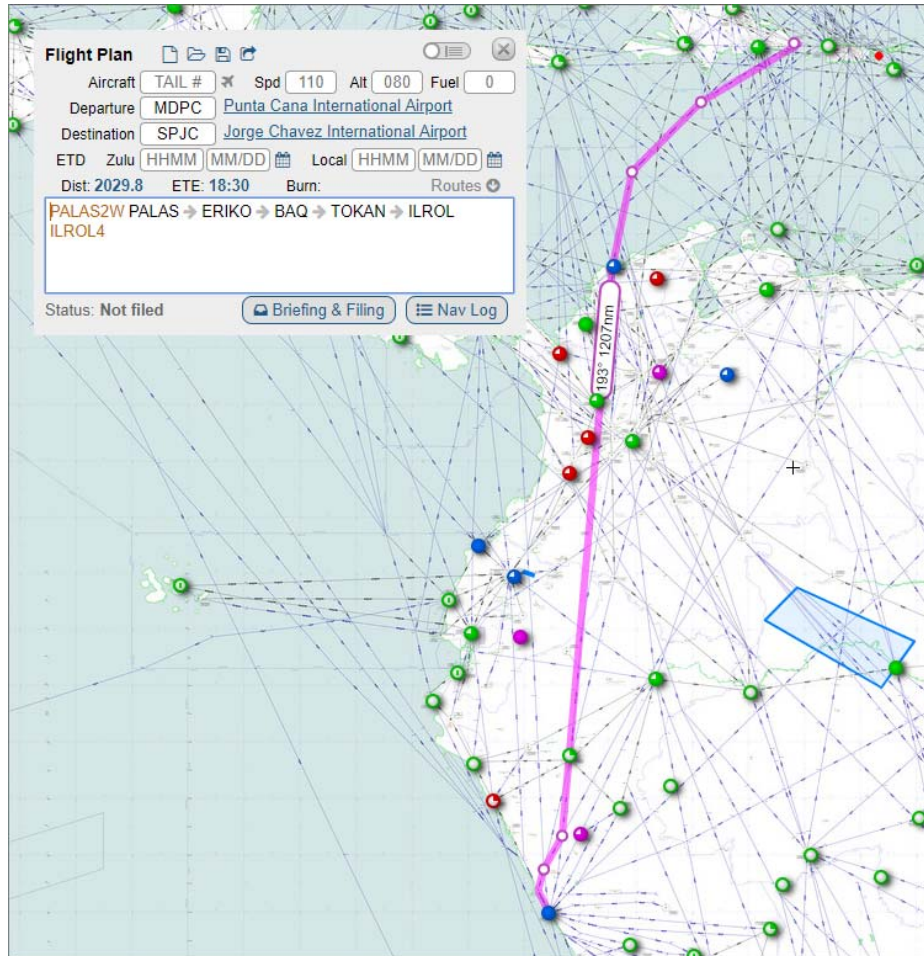 Flight Plan
Aircraft TAIL # Spd 110 Alt 080 Fuel 0
Departure MDPC Punta Cana International Airport
Destination SPJC Jorge Chavez International Airport
ETD Zulu HHMM MM/DD Local HHMM MM/DD
Dist: 2029.8 ETE: 18:30 Burn: Routes
PALAS2W PALAS ➔ ERIKO ➔ BAQ ➔ TOKAN ➔ ILROL
ILROL4
Status: Not filed Briefing & Filing Nav Log
193° 1207nm